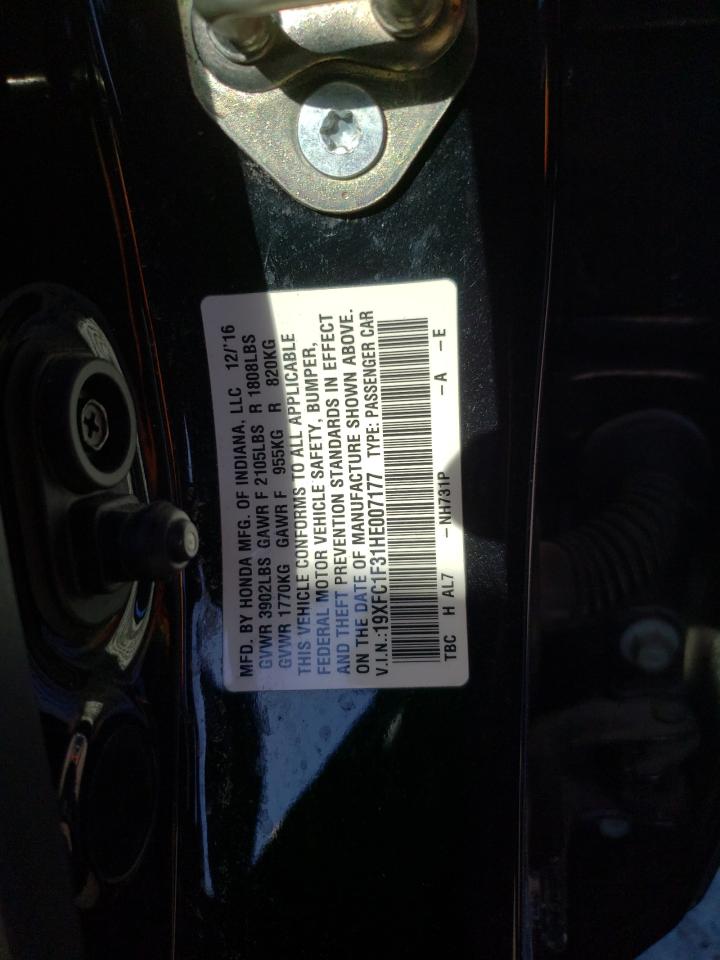 MFD. BY HONDA MFG. OF INDIANA, LLC 12/'16
GVWR 3902LBS GAWR F 2105LBS R 1808LBS
GVWR 1770KG GAWR F 955KG R 820KG
THIS VEHICLE CONFORMS TO ALL APPLICABLE
FEDERAL MOTOR VEHICLE SAFETY, BUMPER,
AND THEFT PREVENTION STANDARDS IN EFFECT
ON THE DATE OF MANUFACTURE SHOWN ABOVE.
V.I.N.:19XFC1F31HE007177 TYPE: PASSENGER CAR
TBC H AL7 -NH731P -A -E